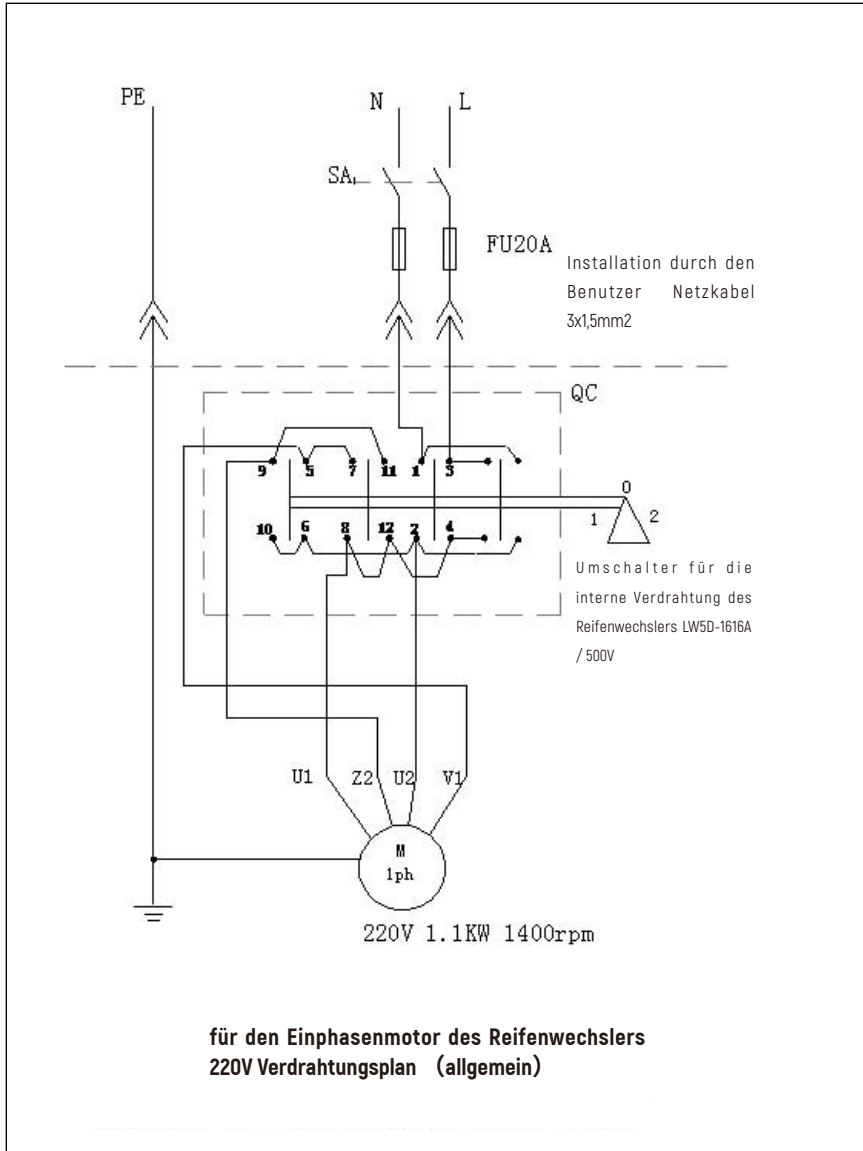 PE
N L
SA
FU20A
Installation durch den
Benutzer Netzkabel
3x1,5mm2
QC
9 5 7 11 1 3
0
1 2
10 6 8 12 2 4
Umschalter für die
interne Verdrahtung des
Reifenwechslers LW5D-1616A
/ 500V
U1 Z2 U2 V1
M
1ph
220V 1.1KW 1400rpm
für den Einphasenmotor des Reifenwechslers
220V Verdrahtungsplan (allgemein)